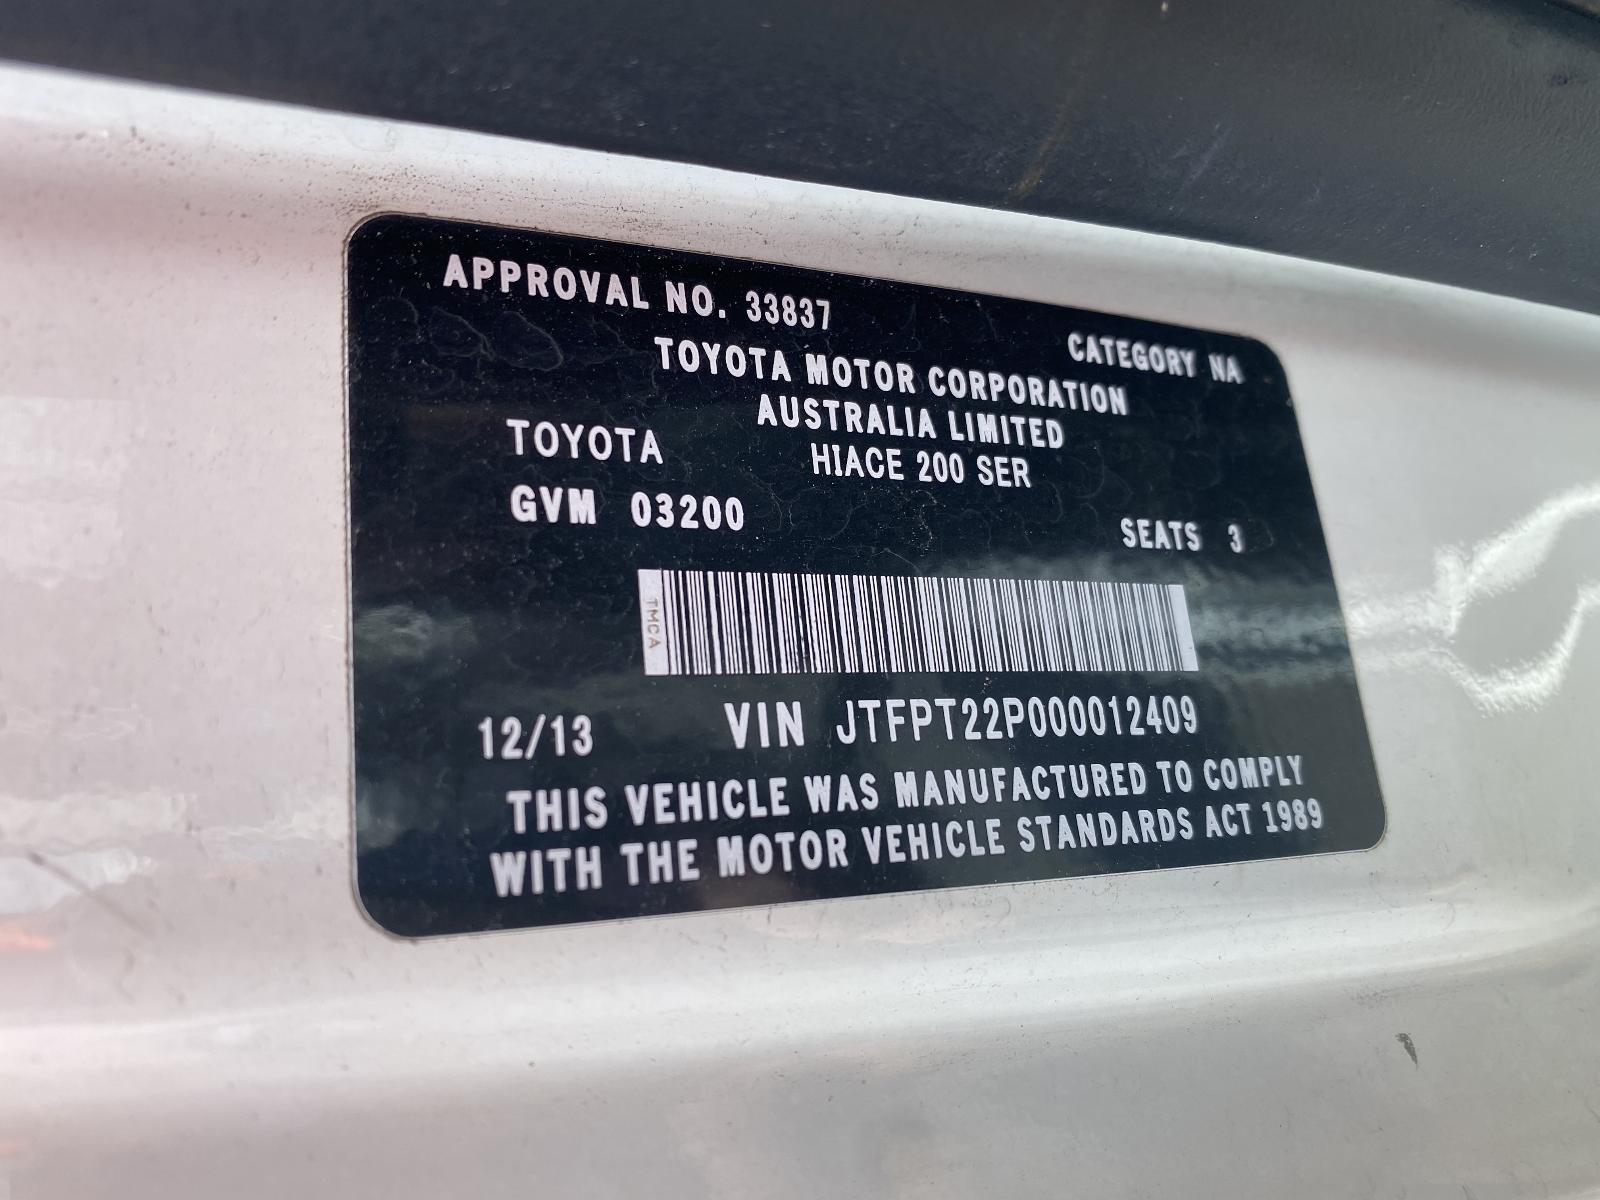 APPROVAL NO. 33837
CATEGORY NA
TOYOTA MOTOR CORPORATION
AUSTRALIA LIMITED
TOYOTA HIACE 200 SER
GVM 03200 SEATS 3
TMCA
12/13 VIN JTFPT22P000012409
THIS VEHICLE WAS MANUFACTURED TO COMPLY
WITH THE MOTOR VEHICLE STANDARDS ACT 1989